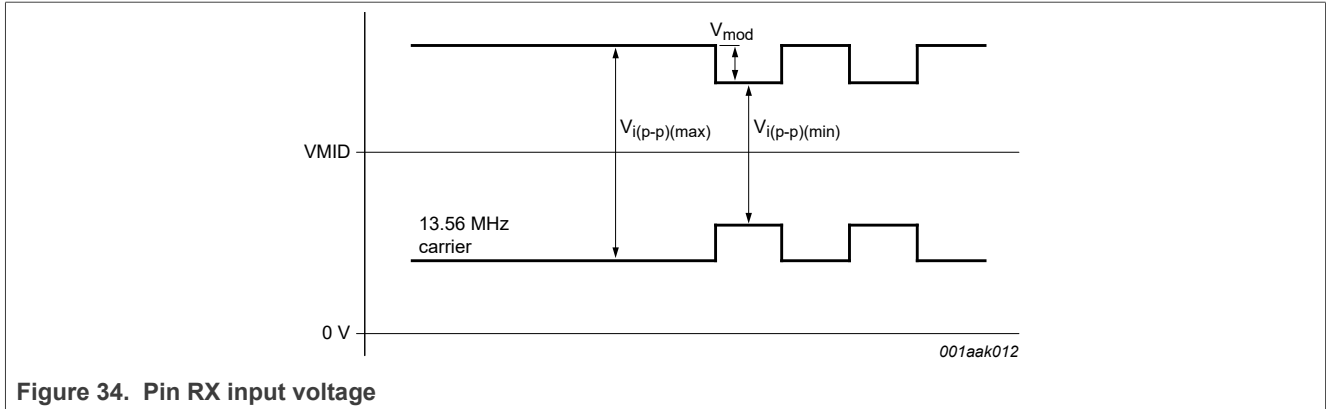 Vmod
Vi(p-p)(max)
Vi(p-p)(min)
VMID
13.56 MHz
carrier
0 V
001aak012
Figure 34. Pin RX input voltage